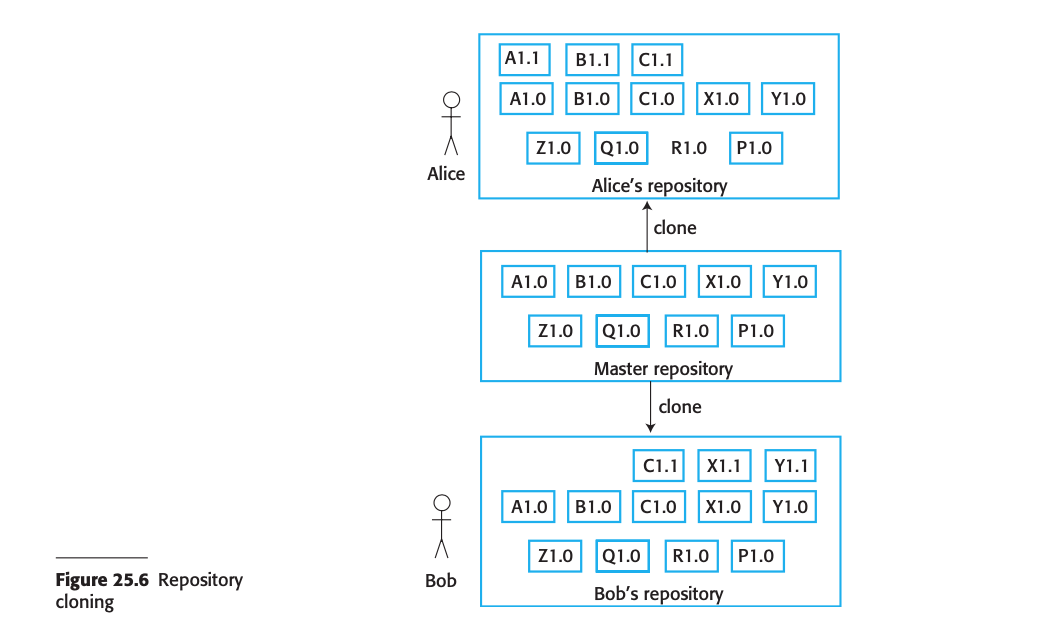 A1.1 B1.1 C1.1
A1.0 B1.0 C1.0 X1.0 Y1.0
Z1.0 Q1.0 R1.0 P1.0
Alice
Alice's repository
clone
A1.0 B1.0 C1.0 X1.0 Y1.0
Z1.0 Q1.0 R1.0 P1.0
Master repository
clone
C1.1 X1.1 Y1.1
A1.0 B1.0 C1.0 X1.0 Y1.0
Z1.0 Q1.0 R1.0 P1.0
Bob
Bob's repository
Figure 25.6 Repository
cloning